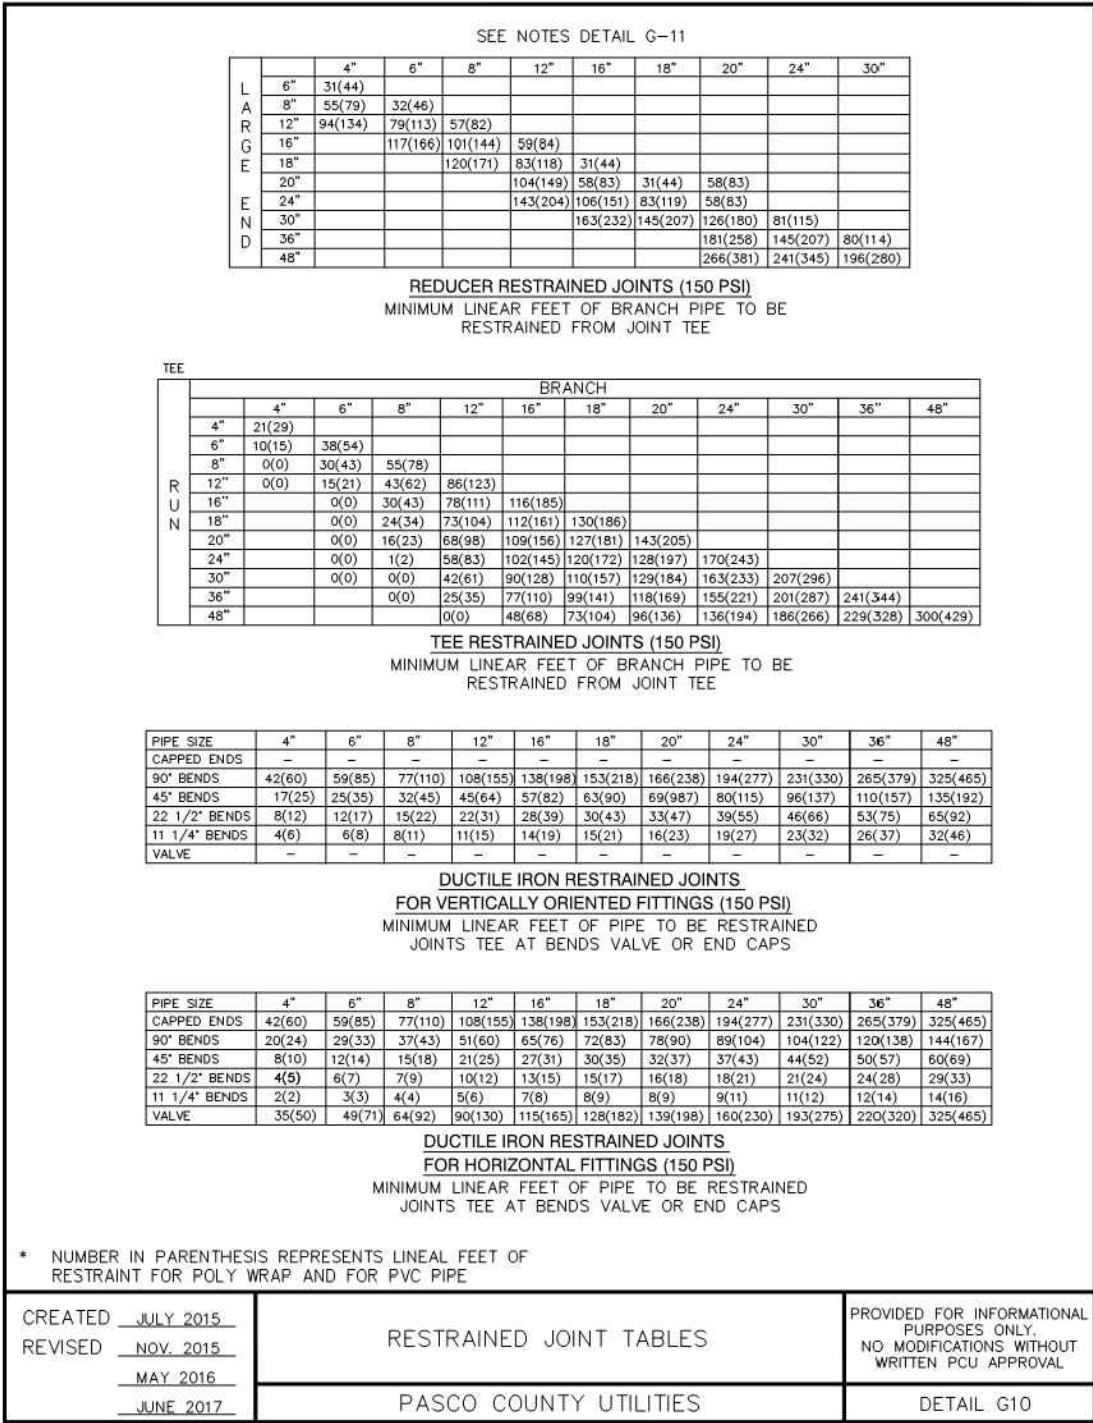 SEE NOTES DETAIL G-11
4" 6" 8" 12" 16" 18" 20" 24" 30"
LARGE END
6" 31(44)
8" 55(79) 32(46)
12" 94(134) 79(113) 57(82)
16" 117(166) 101(144) 59(84)
18" 120(171) 83(118) 31(44)
20" 104(149) 58(83) 31(44) 58(83)
24" 143(204) 106(151) 83(119) 58(83)
30" 163(232) 145(207) 126(180) 81(115)
36" 181(258) 145(207) 80(114)
48" 266(381) 241(345) 196(280)
REDUCER RESTRAINED JOINTS (150 PSI)
MINIMUM LINEAR FEET OF BRANCH PIPE TO BE
RESTRAINED FROM JOINT TEE
TEE
BRANCH
4" 6" 8" 12" 16" 18" 20" 24" 30" 36" 48"
RUN
4" 21(29)
6" 10(15) 38(54)
8" 0(0) 30(43) 55(78)
12" 0(0) 15(21) 43(62) 86(123)
16" 0(0) 30(43) 78(111) 116(185)
18" 0(0) 24(34) 73(104) 112(161) 130(186)
20" 0(0) 16(23) 68(98) 109(156) 127(181) 143(205)
24" 0(0) 1(2) 58(83) 102(145) 120(172) 128(197) 170(243)
30" 0(0) 0(0) 42(61) 90(128) 110(157) 129(184) 163(233) 207(296)
36" 0(0) 25(35) 77(110) 99(141) 118(169) 155(221) 201(287) 241(344)
48" 0(0) 48(68) 73(104) 96(136) 136(194) 186(266) 229(328) 300(429)
TEE RESTRAINED JOINTS (150 PSI)
MINIMUM LINEAR FEET OF BRANCH PIPE TO BE
RESTRAINED FROM JOINT TEE
PIPE SIZE 4" 6" 8" 12" 16" 18" 20" 24" 30" 36" 48"
CAPPED ENDS - - - - - - - - - - -
90° BENDS 42(60) 59(85) 77(110) 108(155) 138(198) 153(218) 166(238) 194(277) 231(330) 265(379) 325(465)
45° BENDS 17(25) 25(35) 32(45) 45(64) 57(82) 63(90) 69(987) 80(115) 96(137) 110(157) 135(192)
22 1/2° BENDS 8(12) 12(17) 15(22) 22(31) 28(39) 30(43) 33(47) 39(55) 46(66) 53(75) 65(92)
11 1/4° BENDS 4(6) 6(8) 8(11) 11(15) 14(19) 15(21) 16(23) 19(27) 23(32) 26(37) 32(46)
VALVE - - - - - - - - - - -
DUCTILE IRON RESTRAINED JOINTS
FOR VERTICALLY ORIENTED FITTINGS (150 PSI)
MINIMUM LINEAR FEET OF PIPE TO BE RESTRAINED
JOINTS TEE AT BENDS VALVE OR END CAPS
PIPE SIZE 4" 6" 8" 12" 16" 18" 20" 24" 30" 36" 48"
CAPPED ENDS 42(60) 59(85) 77(110) 108(155) 138(198) 153(218) 166(238) 194(277) 231(330) 265(379) 325(465)
90° BENDS 20(24) 29(33) 37(43) 51(60) 65(76) 72(83) 78(90) 89(104) 104(122) 120(138) 144(167)
45° BENDS 8(10) 12(14) 15(18) 21(25) 27(31) 30(35) 32(37) 37(43) 44(52) 50(57) 60(69)
22 1/2° BENDS 4(5) 6(7) 7(9) 10(12) 13(15) 15(17) 16(18) 18(21) 21(24) 24(28) 29(33)
11 1/4° BENDS 2(2) 3(3) 4(4) 5(6) 7(8) 8(9) 8(9) 9(11) 11(12) 12(14) 14(16)
VALVE 35(50) 49(71) 64(92) 90(130) 115(165) 128(182) 139(198) 160(230) 193(275) 220(320) 325(465)
DUCTILE IRON RESTRAINED JOINTS
FOR HORIZONTAL FITTINGS (150 PSI)
MINIMUM LINEAR FEET OF PIPE TO BE RESTRAINED
JOINTS TEE AT BENDS VALVE OR END CAPS
* NUMBER IN PARENTHESIS REPRESENTS LINEAL FEET OF
RESTRAINT FOR POLY WRAP AND FOR PVC PIPE
CREATED JULY 2015
REVISED NOV. 2015
MAY 2016
JUNE 2017
RESTRAINED JOINT TABLES
PASCO COUNTY UTILITIES
PROVIDED FOR INFORMATIONAL
PURPOSES ONLY.
NO MODIFICATIONS WITHOUT
WRITTEN PCU APPROVAL
DETAIL G10